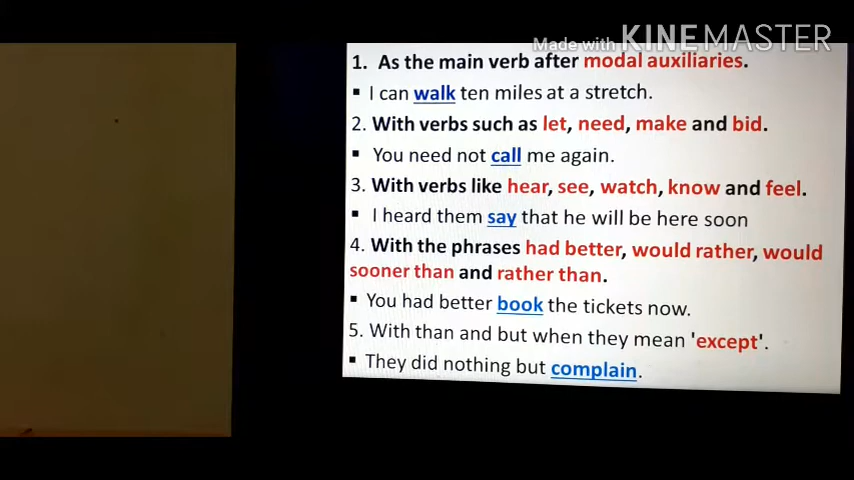 Made with KINEMASTER
1. As the main verb after modal auxiliaries.
▪ I can walk ten miles at a stretch.
2. With verbs such as let, need, make and bid.
▪ You need not call me again.
3. With verbs like hear, see, watch, know and feel.
▪ I heard them say that he will be here soon
4. With the phrases had better, would rather, would
sooner than and rather than.
▪ You had better book the tickets now.
5. With than and but when they mean 'except'.
▪ They did nothing but complain.